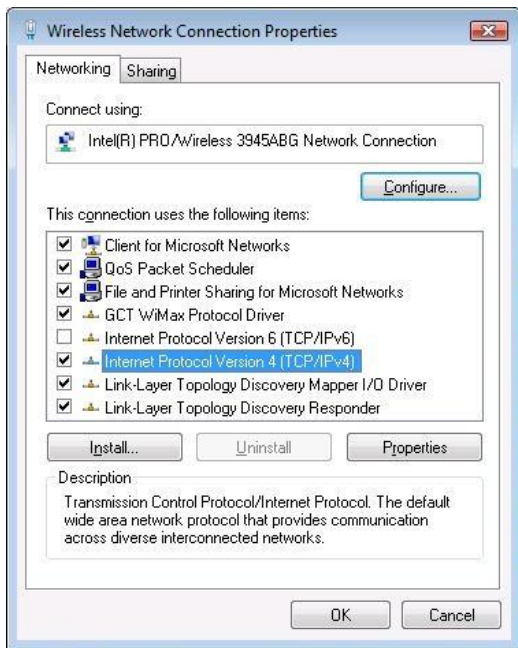 Wireless Network Connection Properties
Networking
Sharing
Connect using:
Intel(R) PRO/Wireless 3945ABG Network Connection
Configure...
This connection uses the following items:
Client for Microsoft Networks
QoS Packet Scheduler
File and Printer Sharing for Microsoft Networks
GCT WiMax Protocol Driver
Internet Protocol Version 6 (TCP/IPv6)
Internet Protocol Version 4 (TCP/IPv4)
Link-Layer Topology Discovery Mapper I/O Driver
Link-Layer Topology Discovery Responder
Install...
Uninstall
Properties
Description
Transmission Control Protocol/Internet Protocol. The default
wide area network protocol that provides communication
across diverse interconnected networks.
OK
Cancel